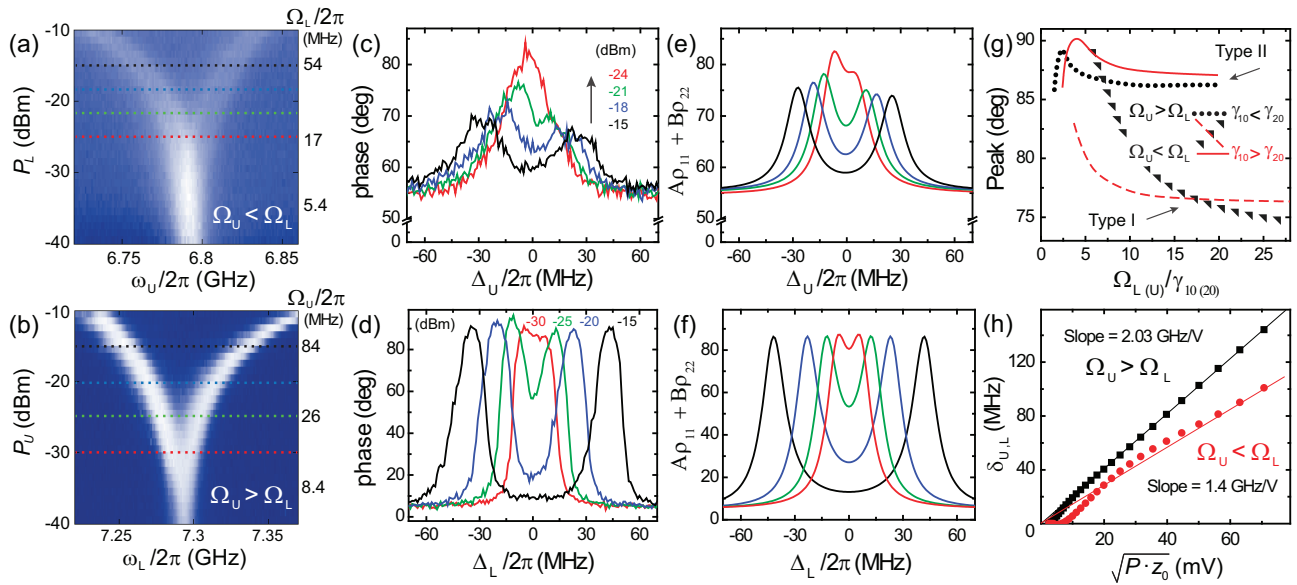 (a)
Ω_L/2π
(MHz)
-10
-20
-30
-40
P_L (dBm)
54
17
5.4
Ω_U < Ω_L
6.75 6.8 6.85
ω_U/2π (GHz)
(b)
Ω_U/2π
(MHz)
-10
-20
-30
-40
P_U (dBm)
84
26
8.4
Ω_U > Ω_L
7.25 7.3 7.35
ω_L/2π (GHz)
(c)
(dBm)
-24
-21
-18
-15
80
70
60
50
0
phase (deg)
-60 -30 0 30 60
Δ_U/2π (MHz)
(d)
(dBm) -30 -25 -20 -15
80
60
40
20
0
phase (deg)
-60 -30 0 30 60
Δ_L/2π (MHz)
(e)
80
70
60
50
0
Aρ₁₁ + Bρ₂₂
-60 -30 0 30 60
Δ_U/2π (MHz)
(f)
100
80
60
40
20
0
Aρ₁₁ + Bρ₂₂
-60 -30 0 30 60
Δ_L/2π (MHz)
(g)
90
85
80
75
Peak (deg)
Type II
Ω_U>Ω_L γ₁₀<γ₂₀
Ω_U<Ω_L γ₁₀>γ₂₀
Type I
0 5 10 15 20 25
Ω_L (U)/γ_10 (20)
(h)
120
80
40
0
δ_U,L (MHz)
Slope = 2.03 GHz/V
Ω_U > Ω_L
Ω_U < Ω_L
Slope = 1.4 GHz/V
20 40 60 80
√P · z₀ (mV)